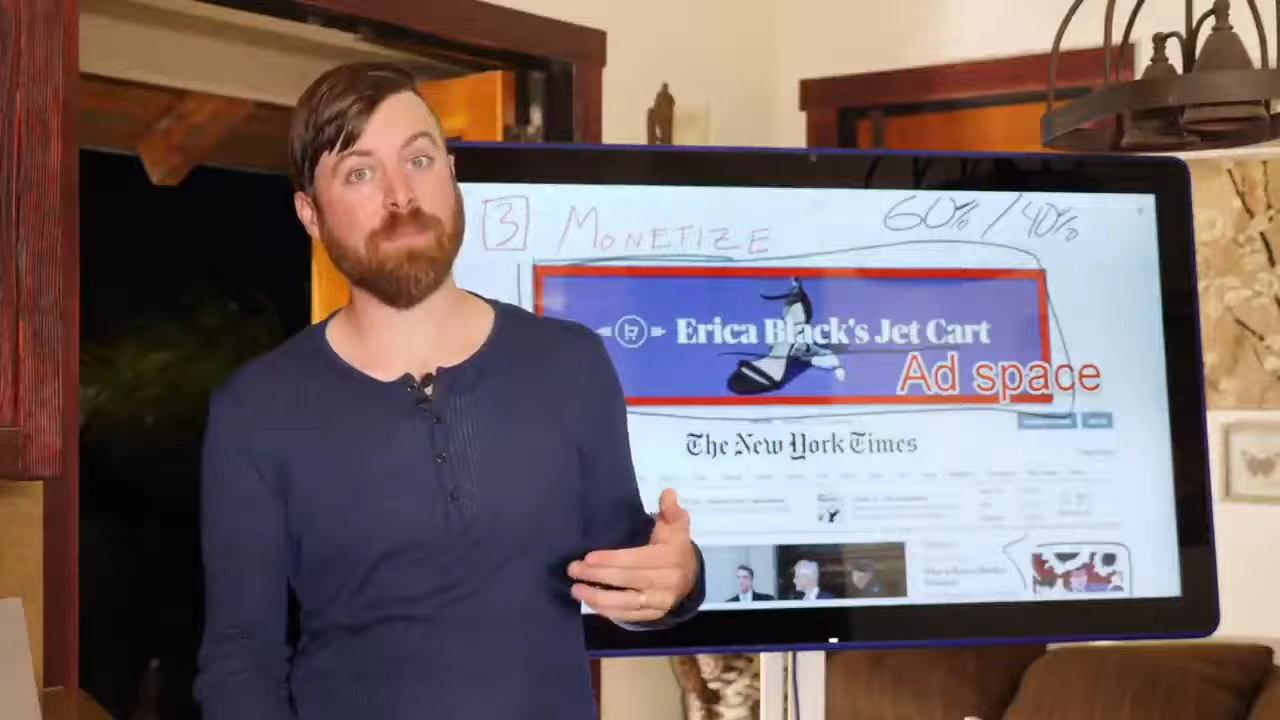 3 MONETIZE 60% / 40%
Erica Black's Jet Cart
Ad space
The New York Times